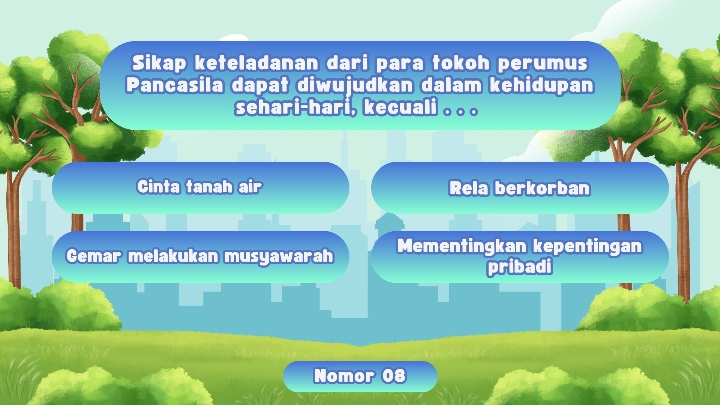 Sikap keteladanan dari para tokoh perumus
Pancasila dapat diwujudkan dalam kehidupan
sehari-hari, kecuali . . .
Cinta tanah air
Rela berkorban
Gemar melakukan musyawarah
Mementingkan kepentingan
pribadi
Nomor 08